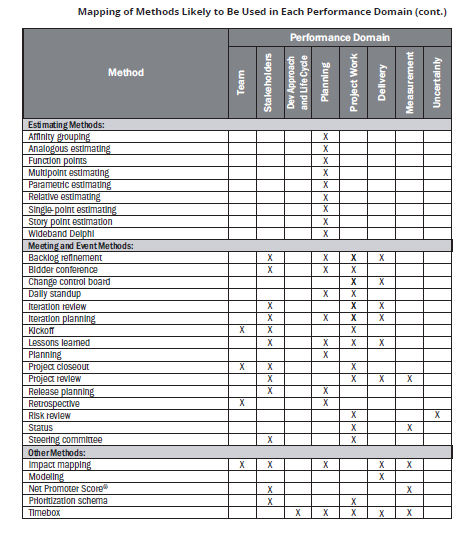 Mapping of Methods Likely to Be Used in Each Performance Domain (cont.)
Performance Domain
Method Team Stakeholders Dev Approach and Life Cycle Planning Project Work Delivery Measurement Uncertainly
Estimating Methods:
Affinity grouping X
Analogous estimating X
Function points X
Multipoint estimating X
Parametric estimating X
Relative estimating X
Single-point estimating X
Story point estimation X
Wideband Delphi X
Meeting and Event Methods:
Backlog refinement X X X X
Bidder conference X X X
Change control board X X
Daily standup X X
Iteration review X X X
Iteration planning X X X X
Kickoff X X X
Lessons learned X X X X
Planning X
Project closeout X X X
Project review X X X X
Release planning X X
Retrospective X X
Risk review X X
Status X X
Steering committee X X
Other Methods:
Impact mapping X X X X X
Modeling X
Net Promoter Score® X X
Prioritization schema X X
Timebox X X X X X